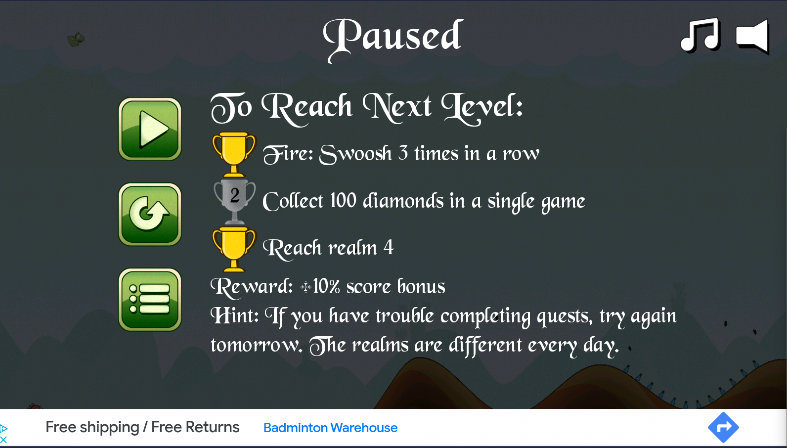 Paused
To Reach Next Level:
Fire: Swoosh 3 times in a row
2
Collect 100 diamonds in a single game
Reach realm 4
Reward: +10% score bonus
Hint: If you have trouble completing quests, try again
tomorrow. The realms are different every day.
Free shipping / Free Returns Badminton Warehouse